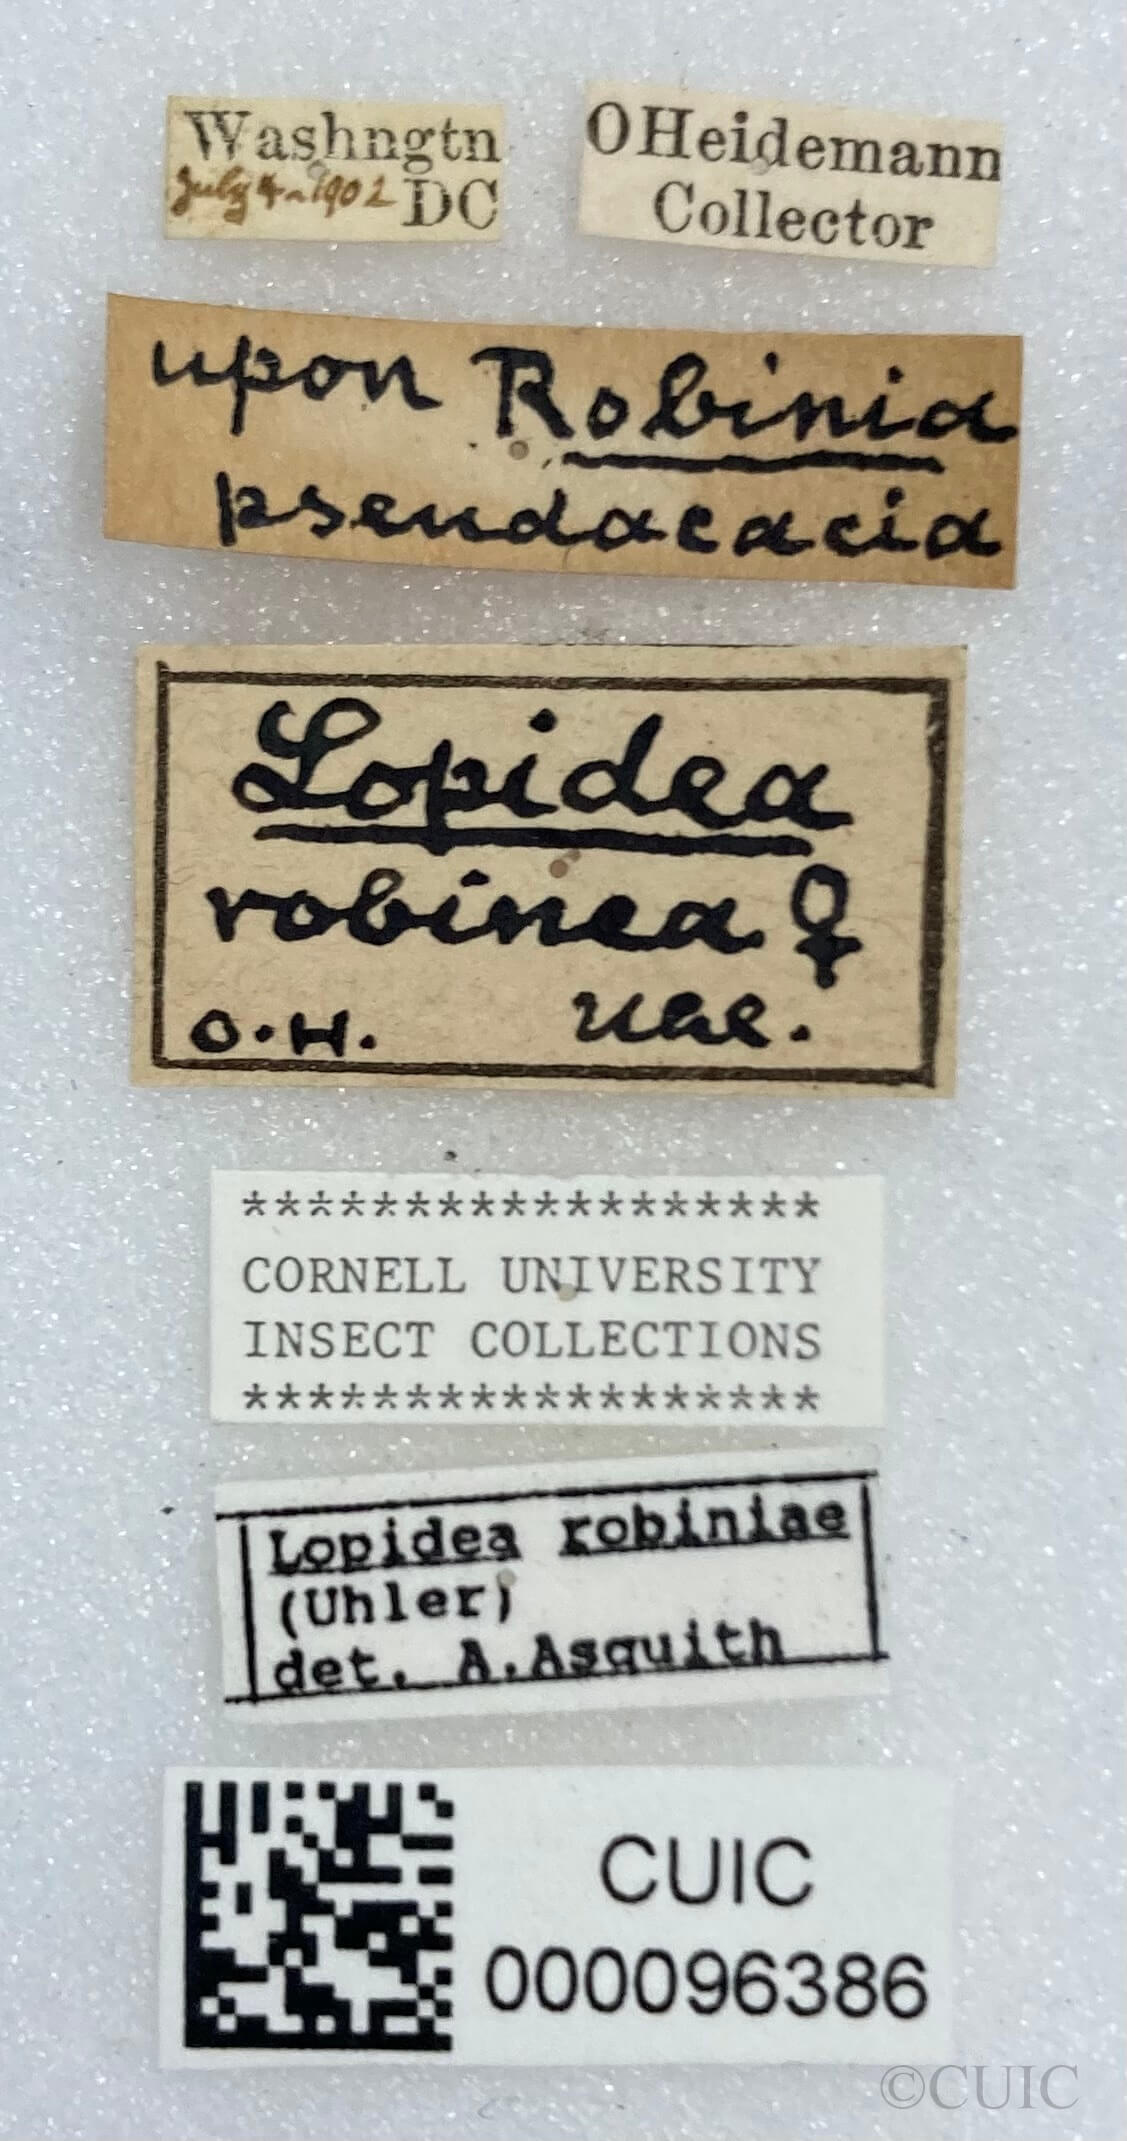 Washngtn
July 4-1902 DC
OHeidemann
Collector
upon Robinia
pseudacacia
Lopidea
robinea ♀
O.H. Uhl.
*******************
CORNELL UNIVERSITY
INSECT COLLECTIONS
*******************
Lopidea robiniae
(Uhler)
det. A.Asquith
CUIC
000096386
©CUIC